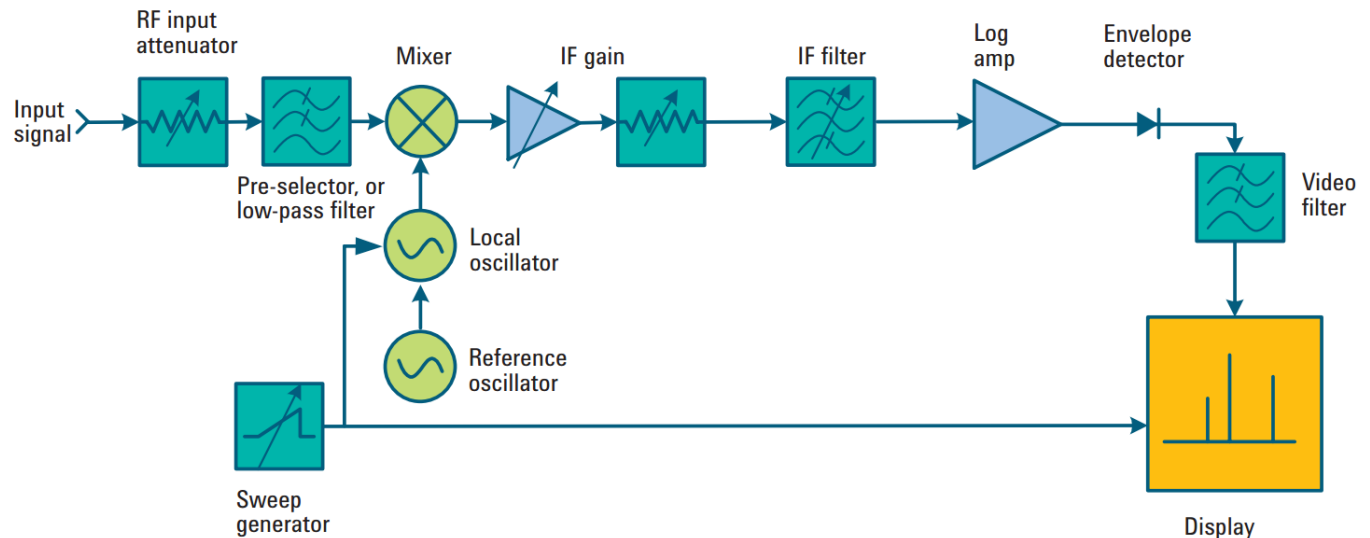 RF input
attenuator
Mixer
IF gain
IF filter
Log
amp
Envelope
detector
Input
signal
Pre-selector, or
low-pass filter
Video
filter
Local
oscillator
Reference
oscillator
Sweep
generator
Display